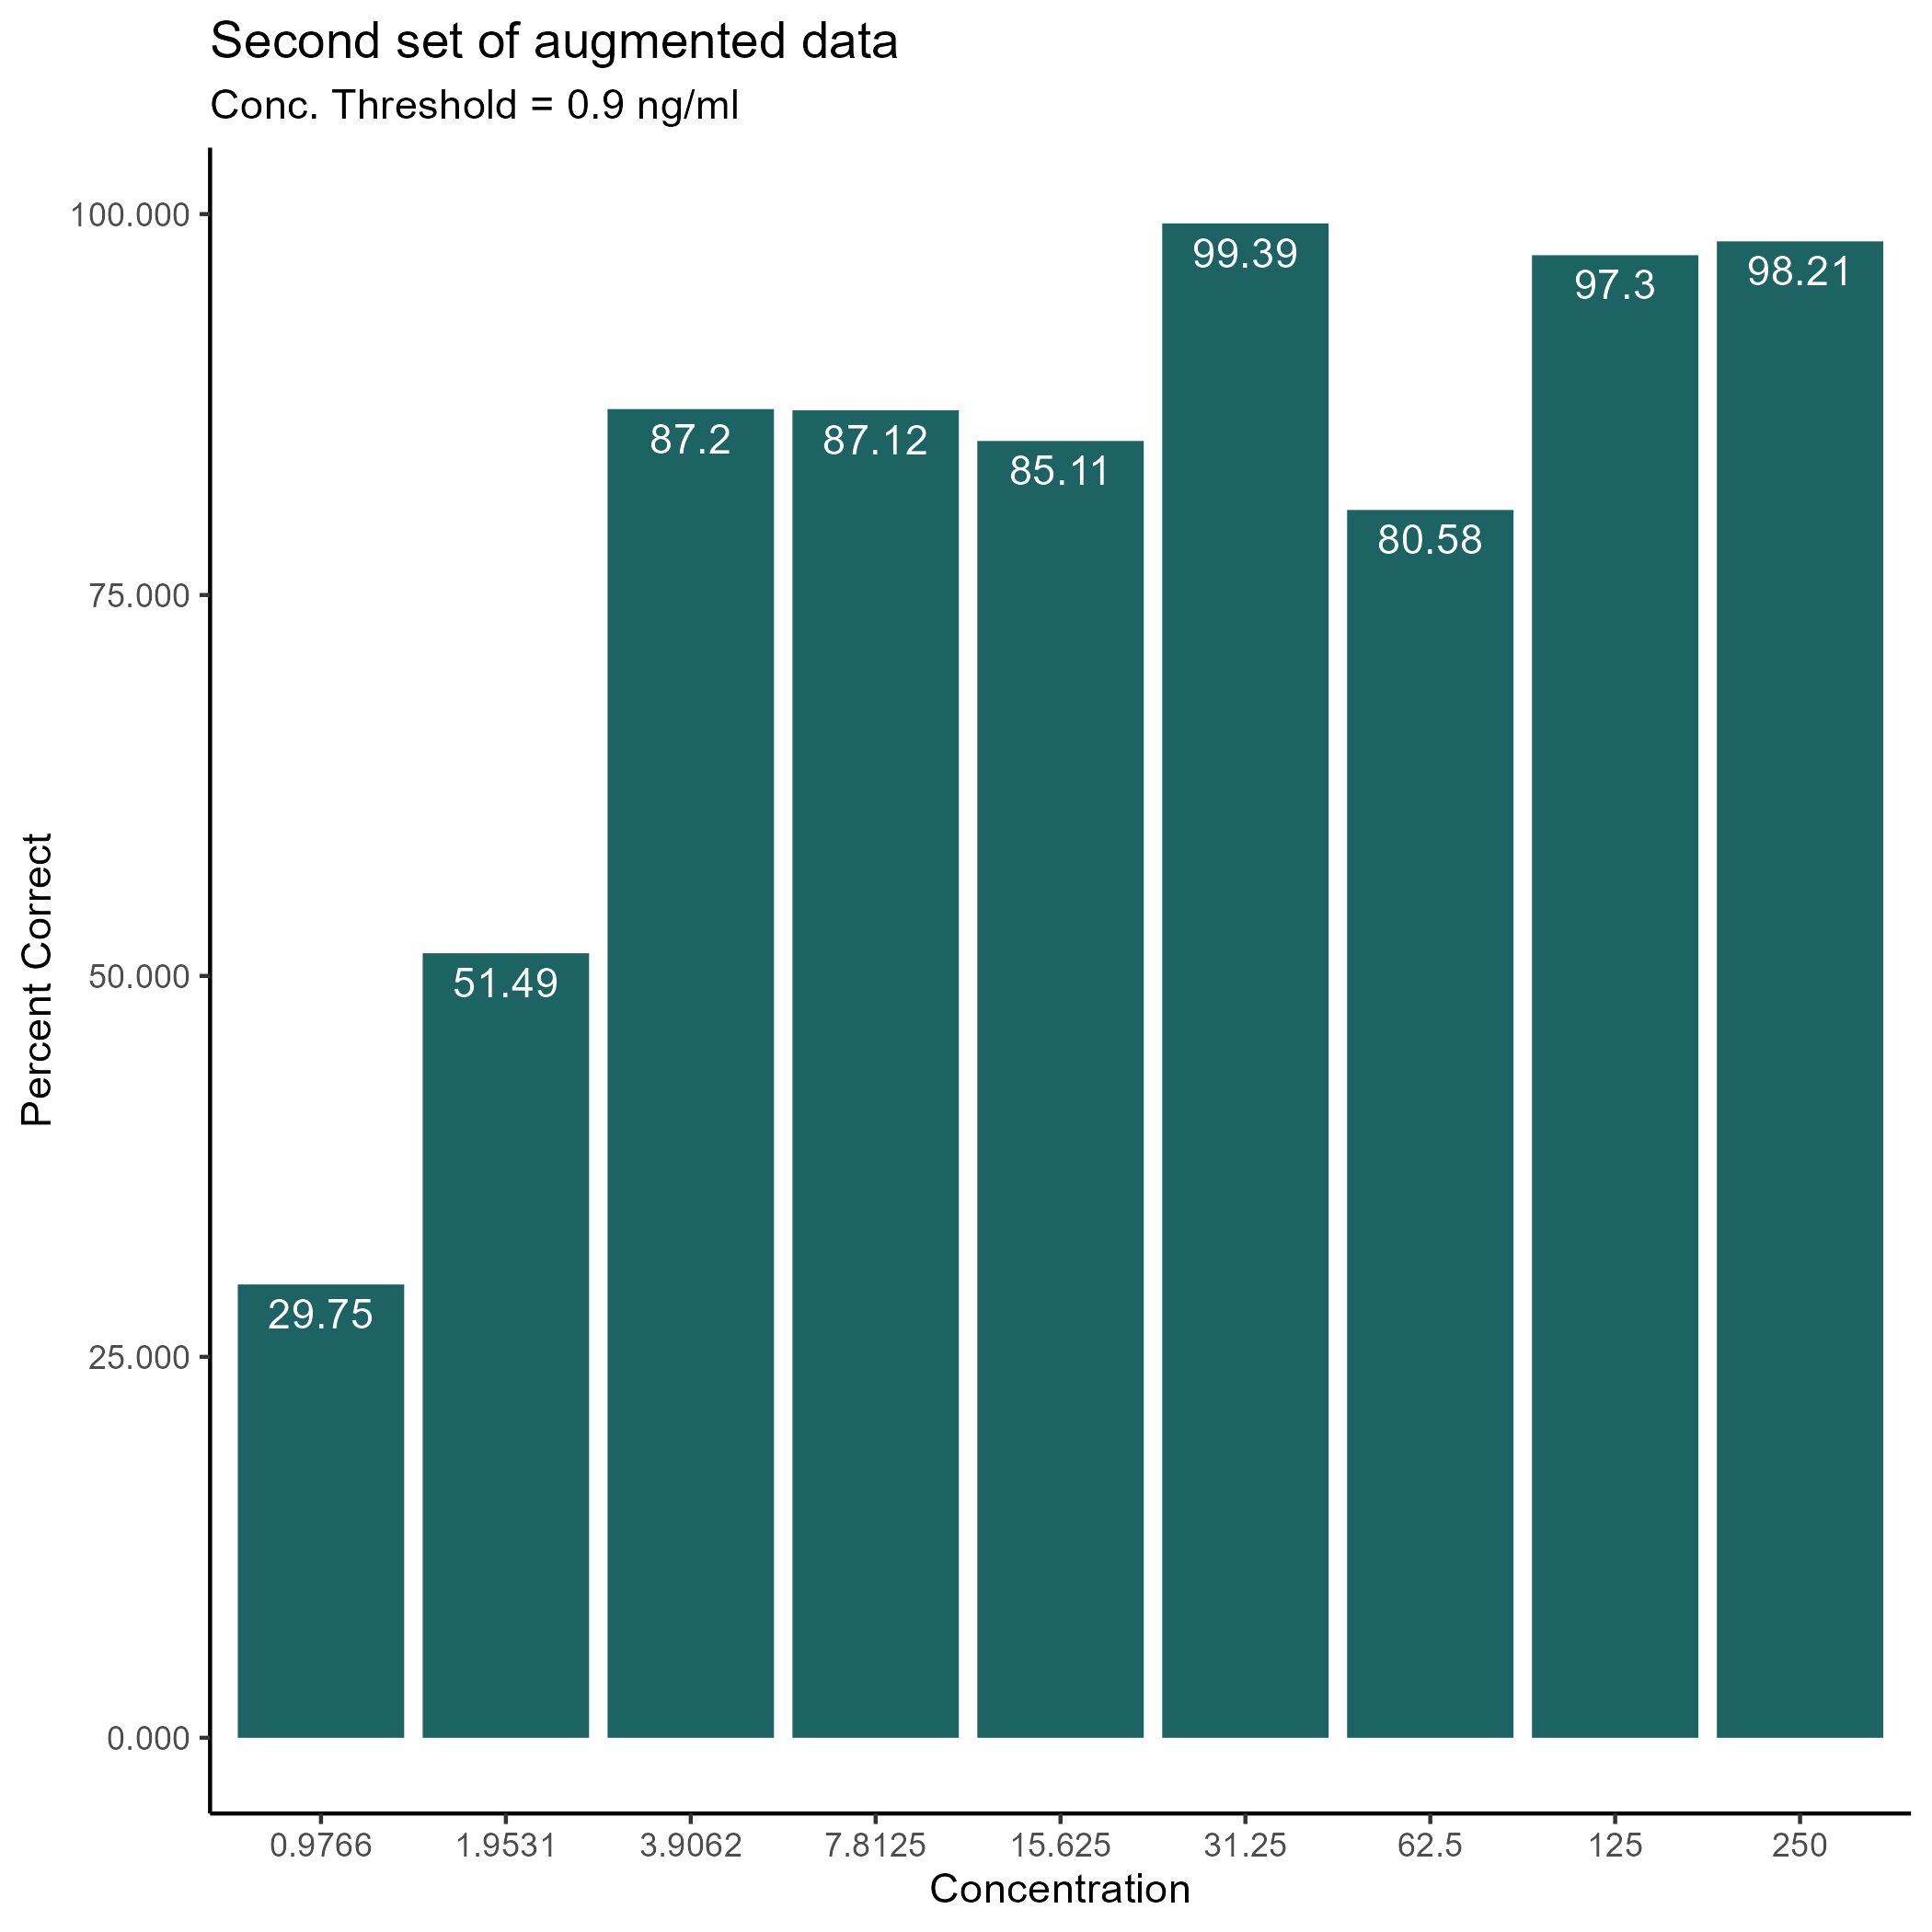 Second set of augmented data
Conc. Threshold = 0.9 ng/ml
Percent Correct
100.000
75.000
50.000
25.000
0.000
29.75
51.49
87.2
87.12
85.11
99.39
80.58
97.3
98.21
0.9766 1.9531 3.9062 7.8125 15.625 31.25 62.5 125 250
Concentration